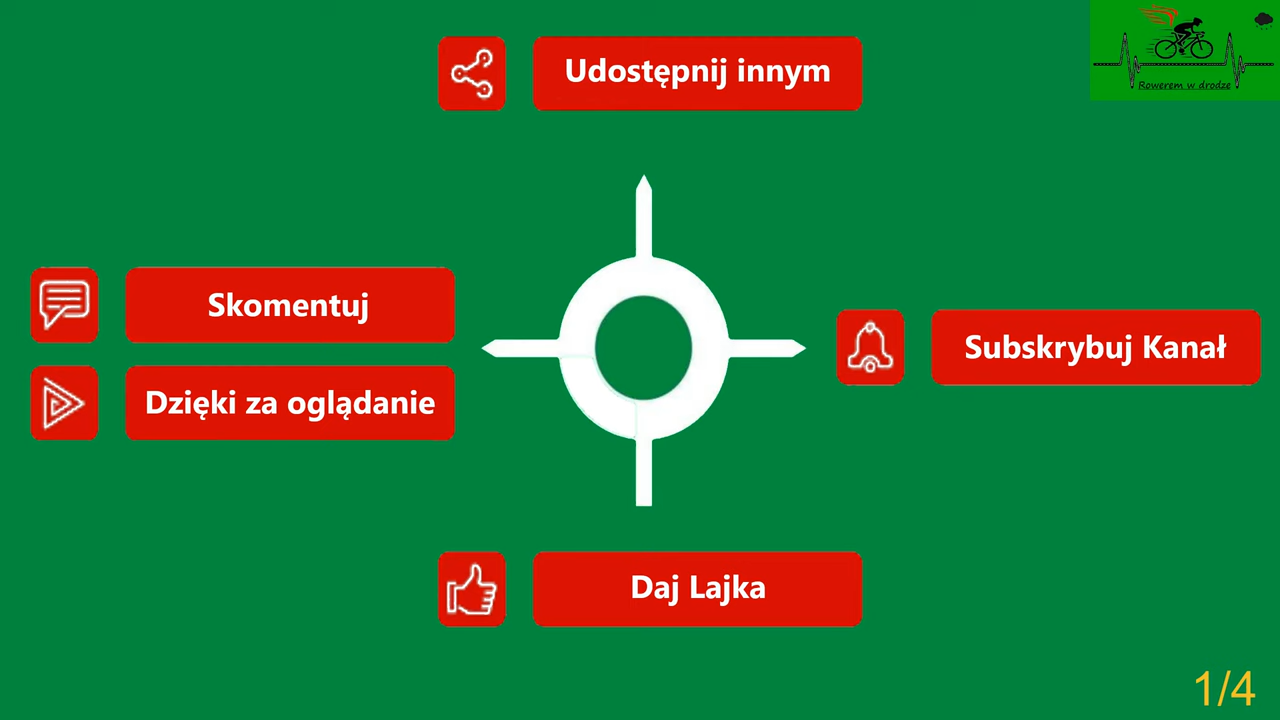 Udostępnij innym
Rowerem w drodze
Skomentuj
Dzięki za oglądanie
Subskrybuj Kanał
Daj Lajka
1/4